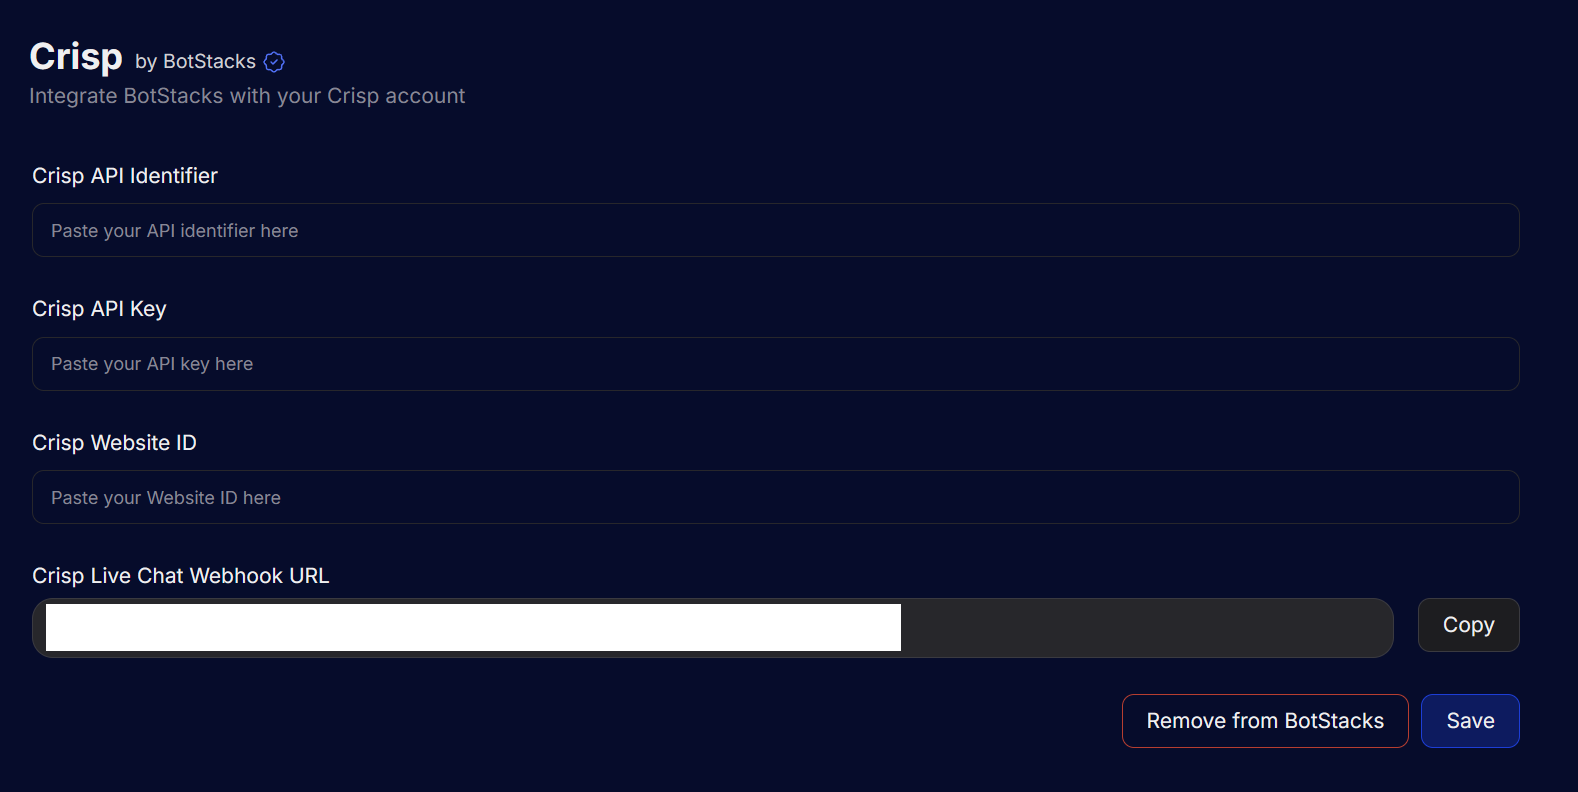 Crisp by BotStacks
Integrate BotStacks with your Crisp account
Crisp API Identifier
Paste your API identifier here
Crisp API Key
Paste your API key here
Crisp Website ID
Paste your Website ID here
Crisp Live Chat Webhook URL
Copy
Remove from BotStacks
Save